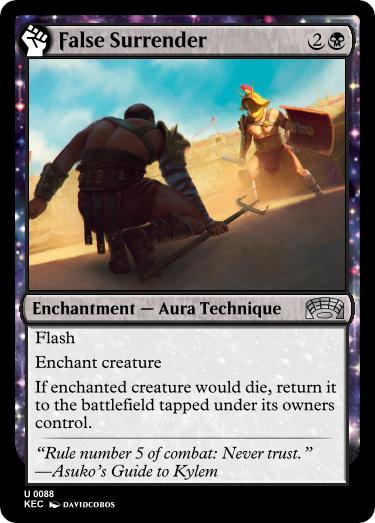 False Surrender 2
Enchantment — Aura Technique
Flash
Enchant creature
If enchanted creature would die, return it
to the battlefield tapped under its owners
control.
“Rule number 5 of combat: Never trust.”
—Asuko's Guide to Kylem
U 0088
KEC DAVIDCOBOS